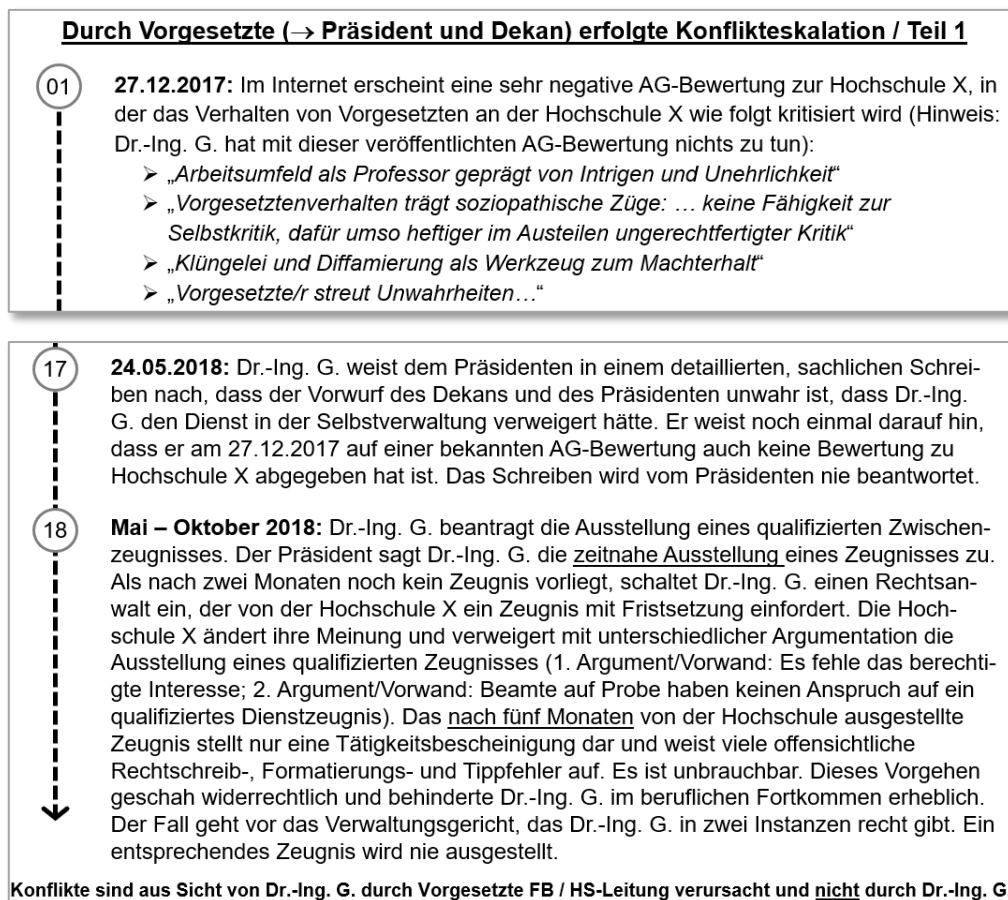 Durch Vorgesetzte (→ Präsident und Dekan) erfolgte Konflikteskalation / Teil 1
01
27.12.2017: Im Internet erscheint eine sehr negative AG-Bewertung zur Hochschule X, in
der das Verhalten von Vorgesetzten an der Hochschule X wie folgt kritisiert wird (Hinweis:
Dr.-Ing. G. hat mit dieser veröffentlichten AG-Bewertung nichts zu tun):
➢ „Arbeitsumfeld als Professor geprägt von Intrigen und Unehrlichkeit“
➢ „Vorgesetztenverhalten trägt soziopathische Züge: … keine Fähigkeit zur
Selbstkritik, dafür umso heftiger im Austeilen ungerechtfertigter Kritik“
➢ „Klüngelei und Diffamierung als Werkzeug zum Machterhalt“
➢ „Vorgesetzte/r streut Unwahrheiten…“
17
24.05.2018: Dr.-Ing. G. weist dem Präsidenten in einem detaillierten, sachlichen Schrei-
ben nach, dass der Vorwurf des Dekans und des Präsidenten unwahr ist, dass Dr.-Ing.
G. den Dienst in der Selbstverwaltung verweigert hätte. Er weist noch einmal darauf hin,
dass er am 27.12.2017 auf einer bekannten AG-Bewertung auch keine Bewertung zu
Hochschule X abgegeben hat ist. Das Schreiben wird vom Präsidenten nie beantwortet.
18
Mai – Oktober 2018: Dr.-Ing. G. beantragt die Ausstellung eines qualifizierten Zwischen-
zeugnisses. Der Präsident sagt Dr.-Ing. G. die zeitnahe Ausstellung eines Zeugnisses zu.
Als nach zwei Monaten noch kein Zeugnis vorliegt, schaltet Dr.-Ing. G. einen Rechtsan-
walt ein, der von der Hochschule X ein Zeugnis mit Fristsetzung einfordert. Die Hoch-
schule X ändert ihre Meinung und verweigert mit unterschiedlicher Argumentation die
Ausstellung eines qualifizierten Zeugnisses (1. Argument/Vorwand: Es fehle das berechti-
gte Interesse; 2. Argument/Vorwand: Beamte auf Probe haben keinen Anspruch auf ein
qualifiziertes Dienstzeugnis). Das nach fünf Monaten von der Hochschule ausgestellte
Zeugnis stellt nur eine Tätigkeitsbescheinigung dar und weist viele offensichtliche
Rechtschreib-, Formatierungs- und Tippfehler auf. Es ist unbrauchbar. Dieses Vorgehen
geschah widerrechtlich und behinderte Dr.-Ing. G. im beruflichen Fortkommen erheblich.
Der Fall geht vor das Verwaltungsgericht, das Dr.-Ing. G. in zwei Instanzen recht gibt. Ein
entsprechendes Zeugnis wird nie ausgestellt.
Konflikte sind aus Sicht von Dr.-Ing. G. durch Vorgesetzte FB / HS-Leitung verursacht und nicht durch Dr.-Ing. G